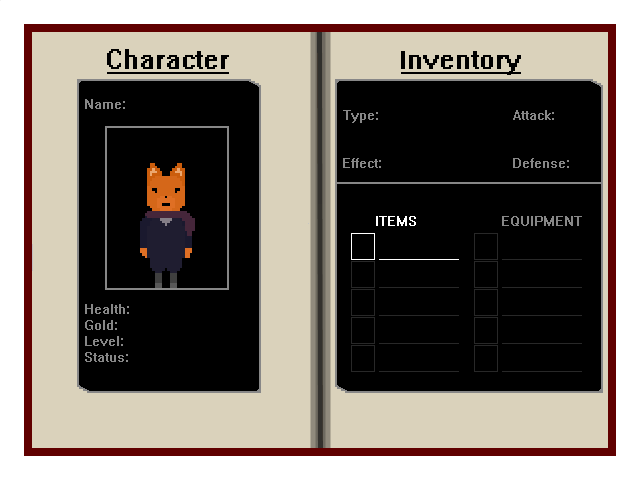 Character
Name:
Health:
Gold:
Level:
Status:
Inventory
Type: Attack:
Effect: Defense:
ITEMS EQUIPMENT